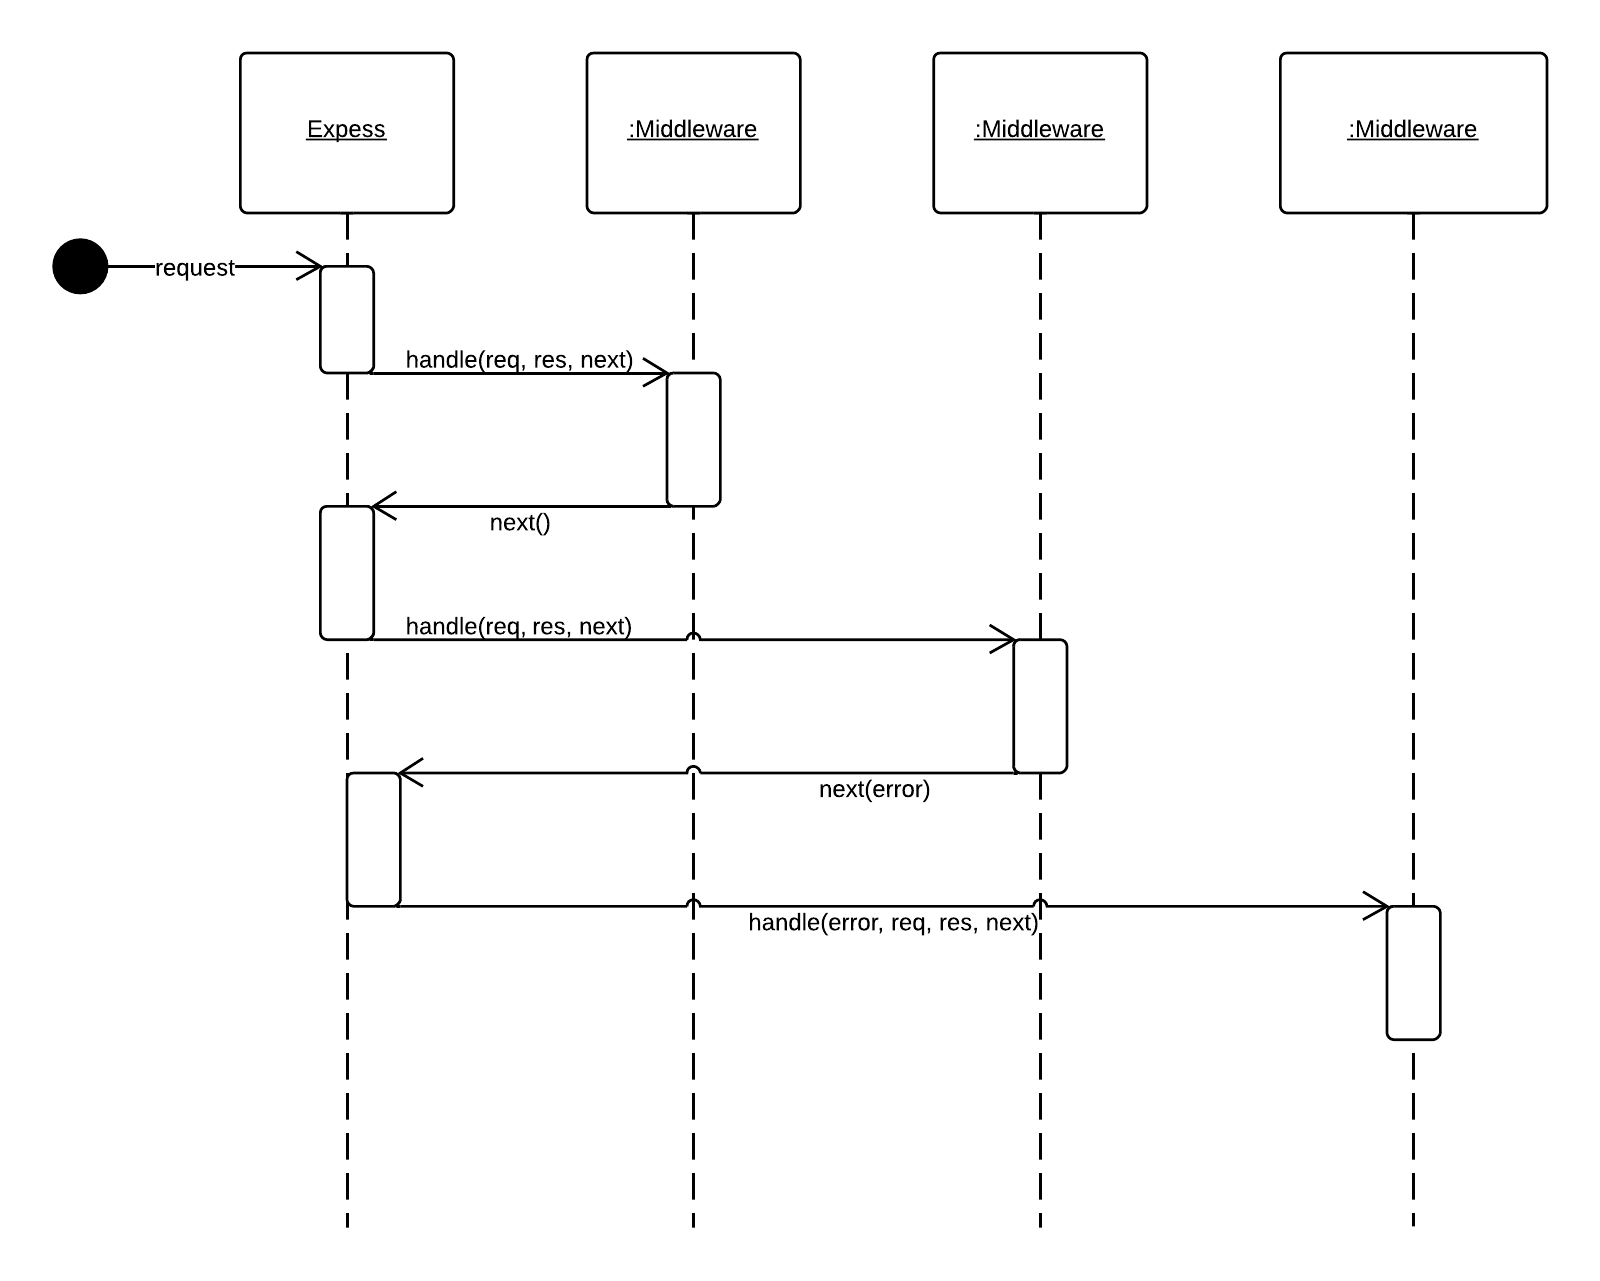 Expess
:Middleware
:Middleware
:Middleware
request
handle(req, res, next)
next()
handle(req, res, next)
next(error)
handle(error, req, res, next)